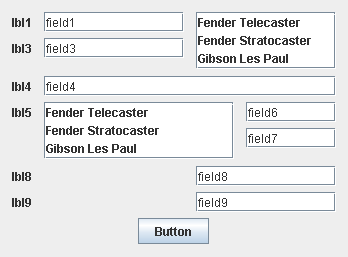 lbl1 field1 Fender Telecaster
lbl3 field3 Fender Stratocaster
Gibson Les Paul
lbl4 field4
lbl5 Fender Telecaster field6
Fender Stratocaster field7
Gibson Les Paul
lbl8 field8
lbl9 field9
Button